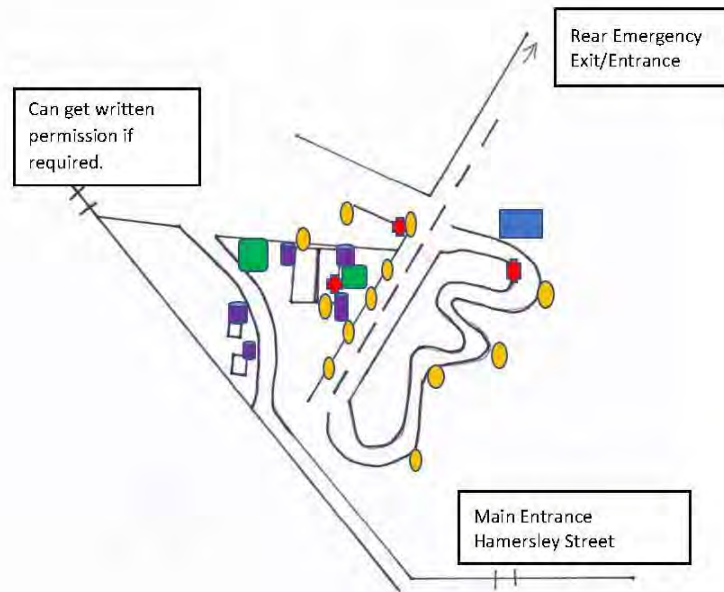 Rear Emergency
Exit/Entrance
Can get written
permission if
required.
Main Entrance
Hamersley Street